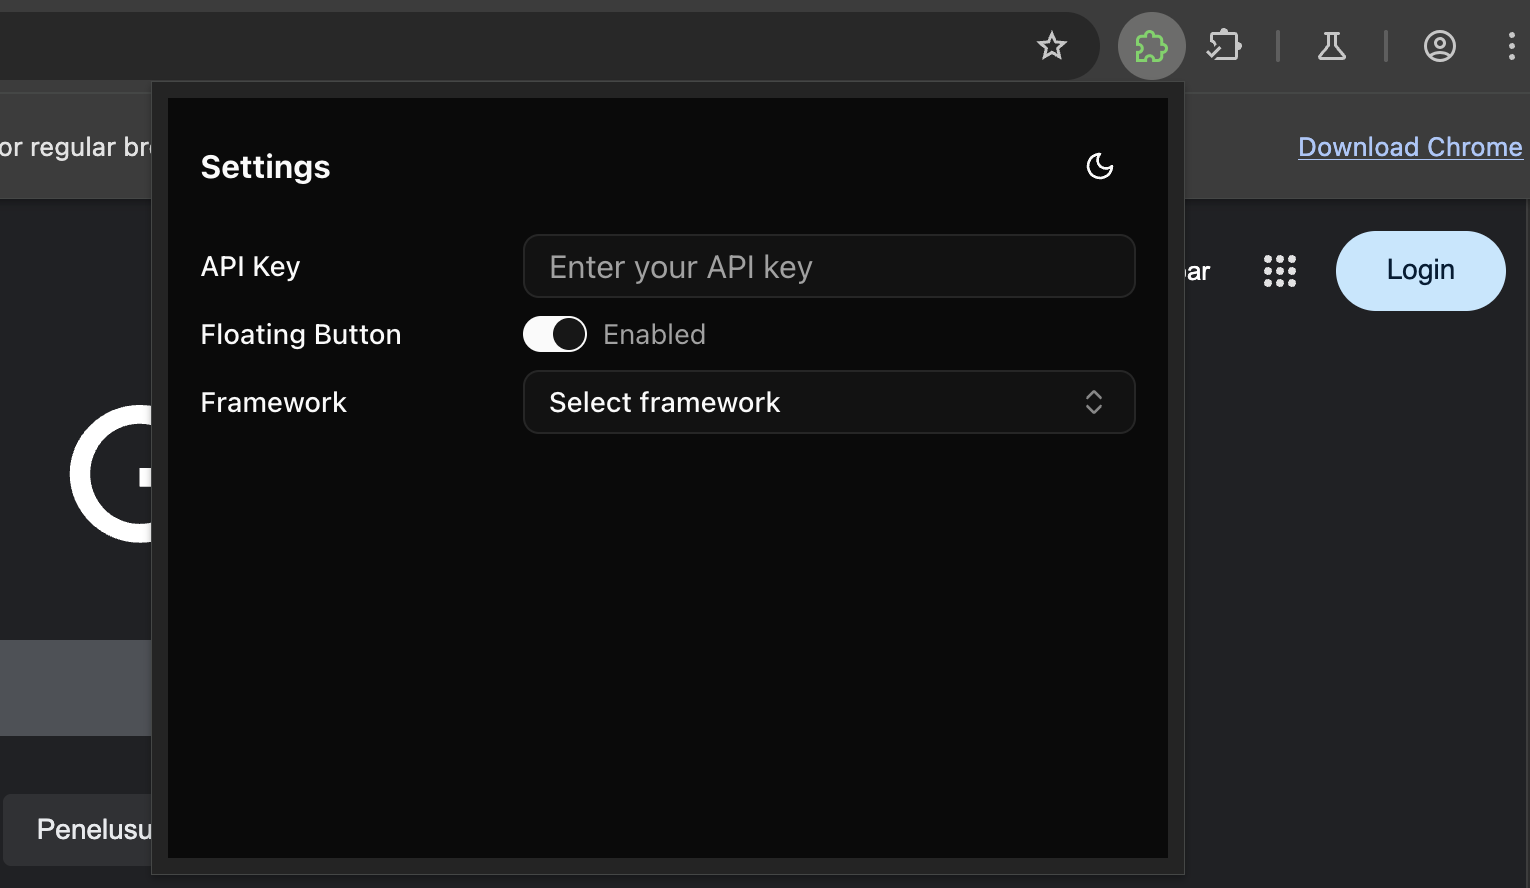 or regular br
Download Chrome
Settings
API Key
Enter your API key
Floating Button
Enabled
Framework
Select framework
ar
Login
Penelusu